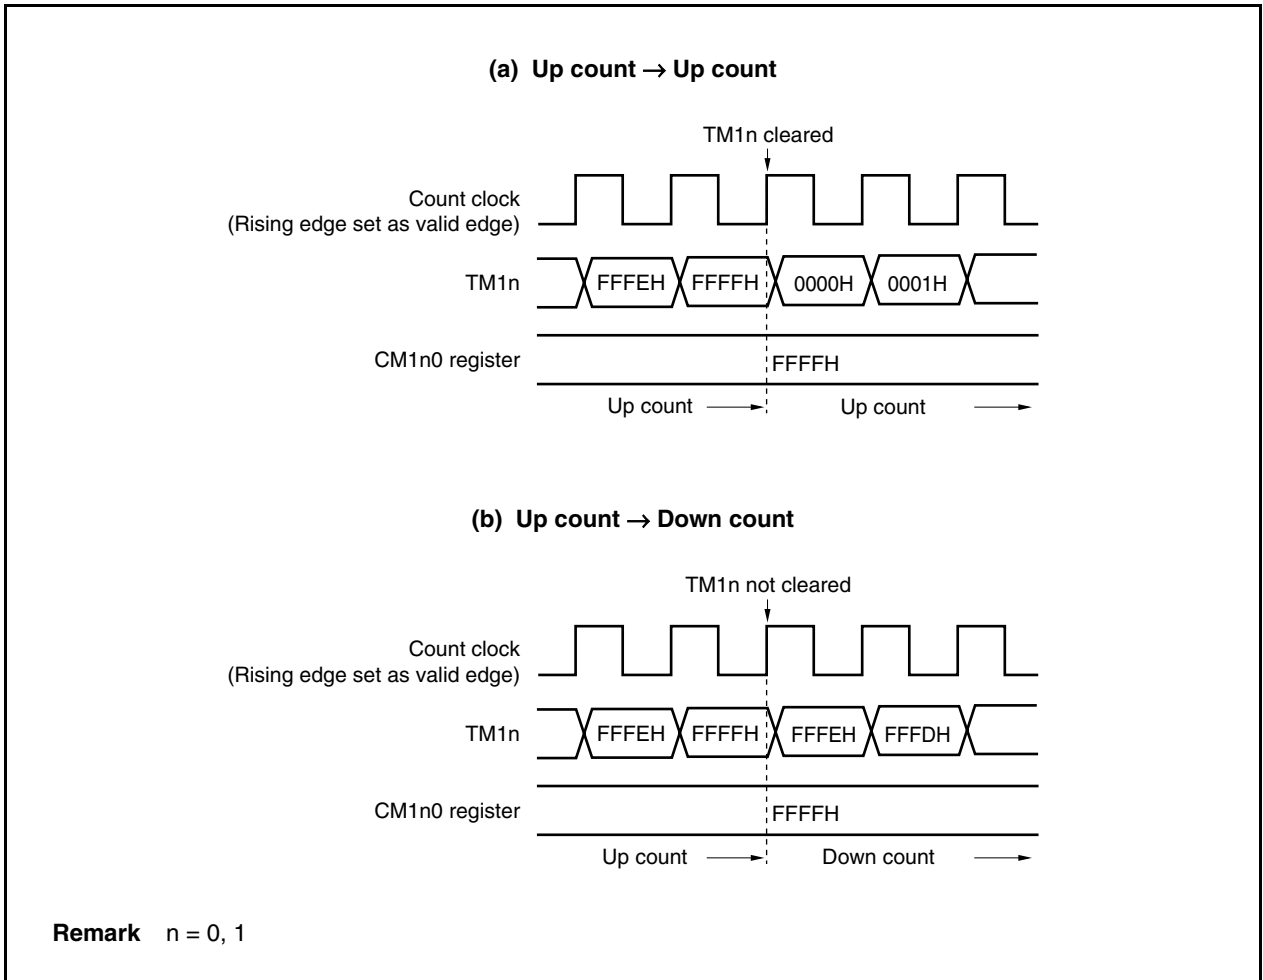 (a) Up count → Up count
TM1n cleared
Count clock
(Rising edge set as valid edge)
TM1n
FFFEH FFFFH 0000H 0001H
CM1n0 register
FFFFH
Up count Up count
(b) Up count → Down count
TM1n not cleared
Count clock
(Rising edge set as valid edge)
TM1n
FFFEH FFFFH FFFEH FFFDH
CM1n0 register
FFFFH
Up count Down count
Remark n = 0, 1